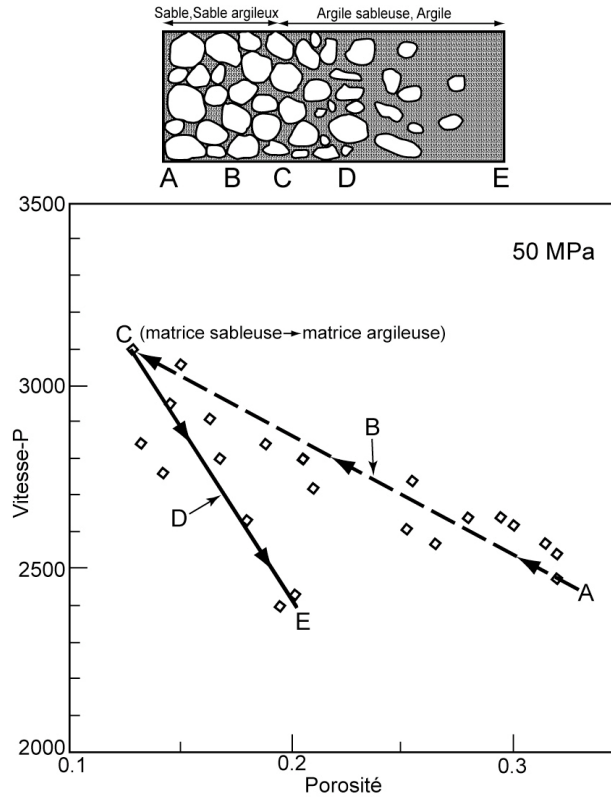 Sable,Sable argileux
Argile sableuse, Argile
A B C D E
3500
50 MPa
C (matrice sableuse→matrice argileuse)
3000
B
Vitesse-P
D
2500
A
E
2000
0.1 0.2 0.3
Porosité